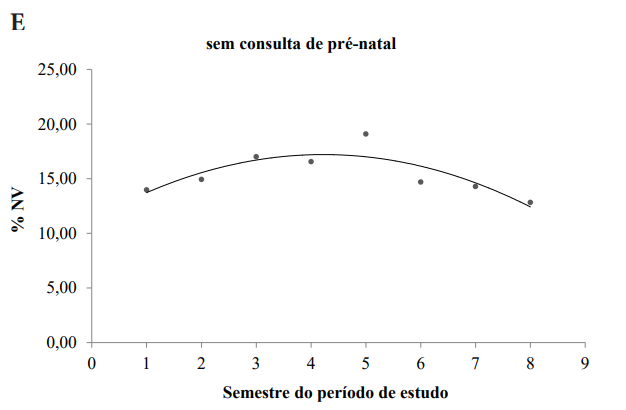 E
sem consulta de pré-natal
25,00
20,00
15,00
10,00
5,00
0,00
% NV
0 1 2 3 4 5 6 7 8 9
Semestre do período de estudo